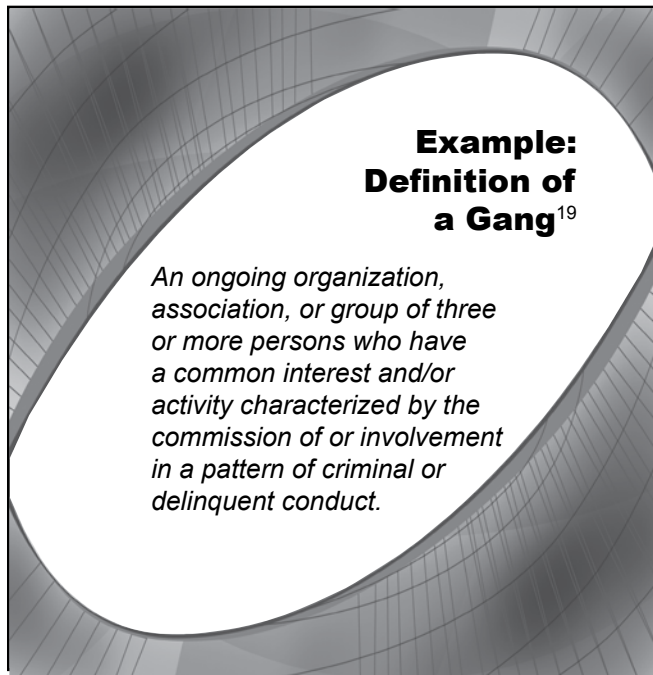 Example:
Definition of
a Gang19
An ongoing organization,
association, or group of three
or more persons who have
a common interest and/or
activity characterized by the
commission of or involvement
in a pattern of criminal or
delinquent conduct.